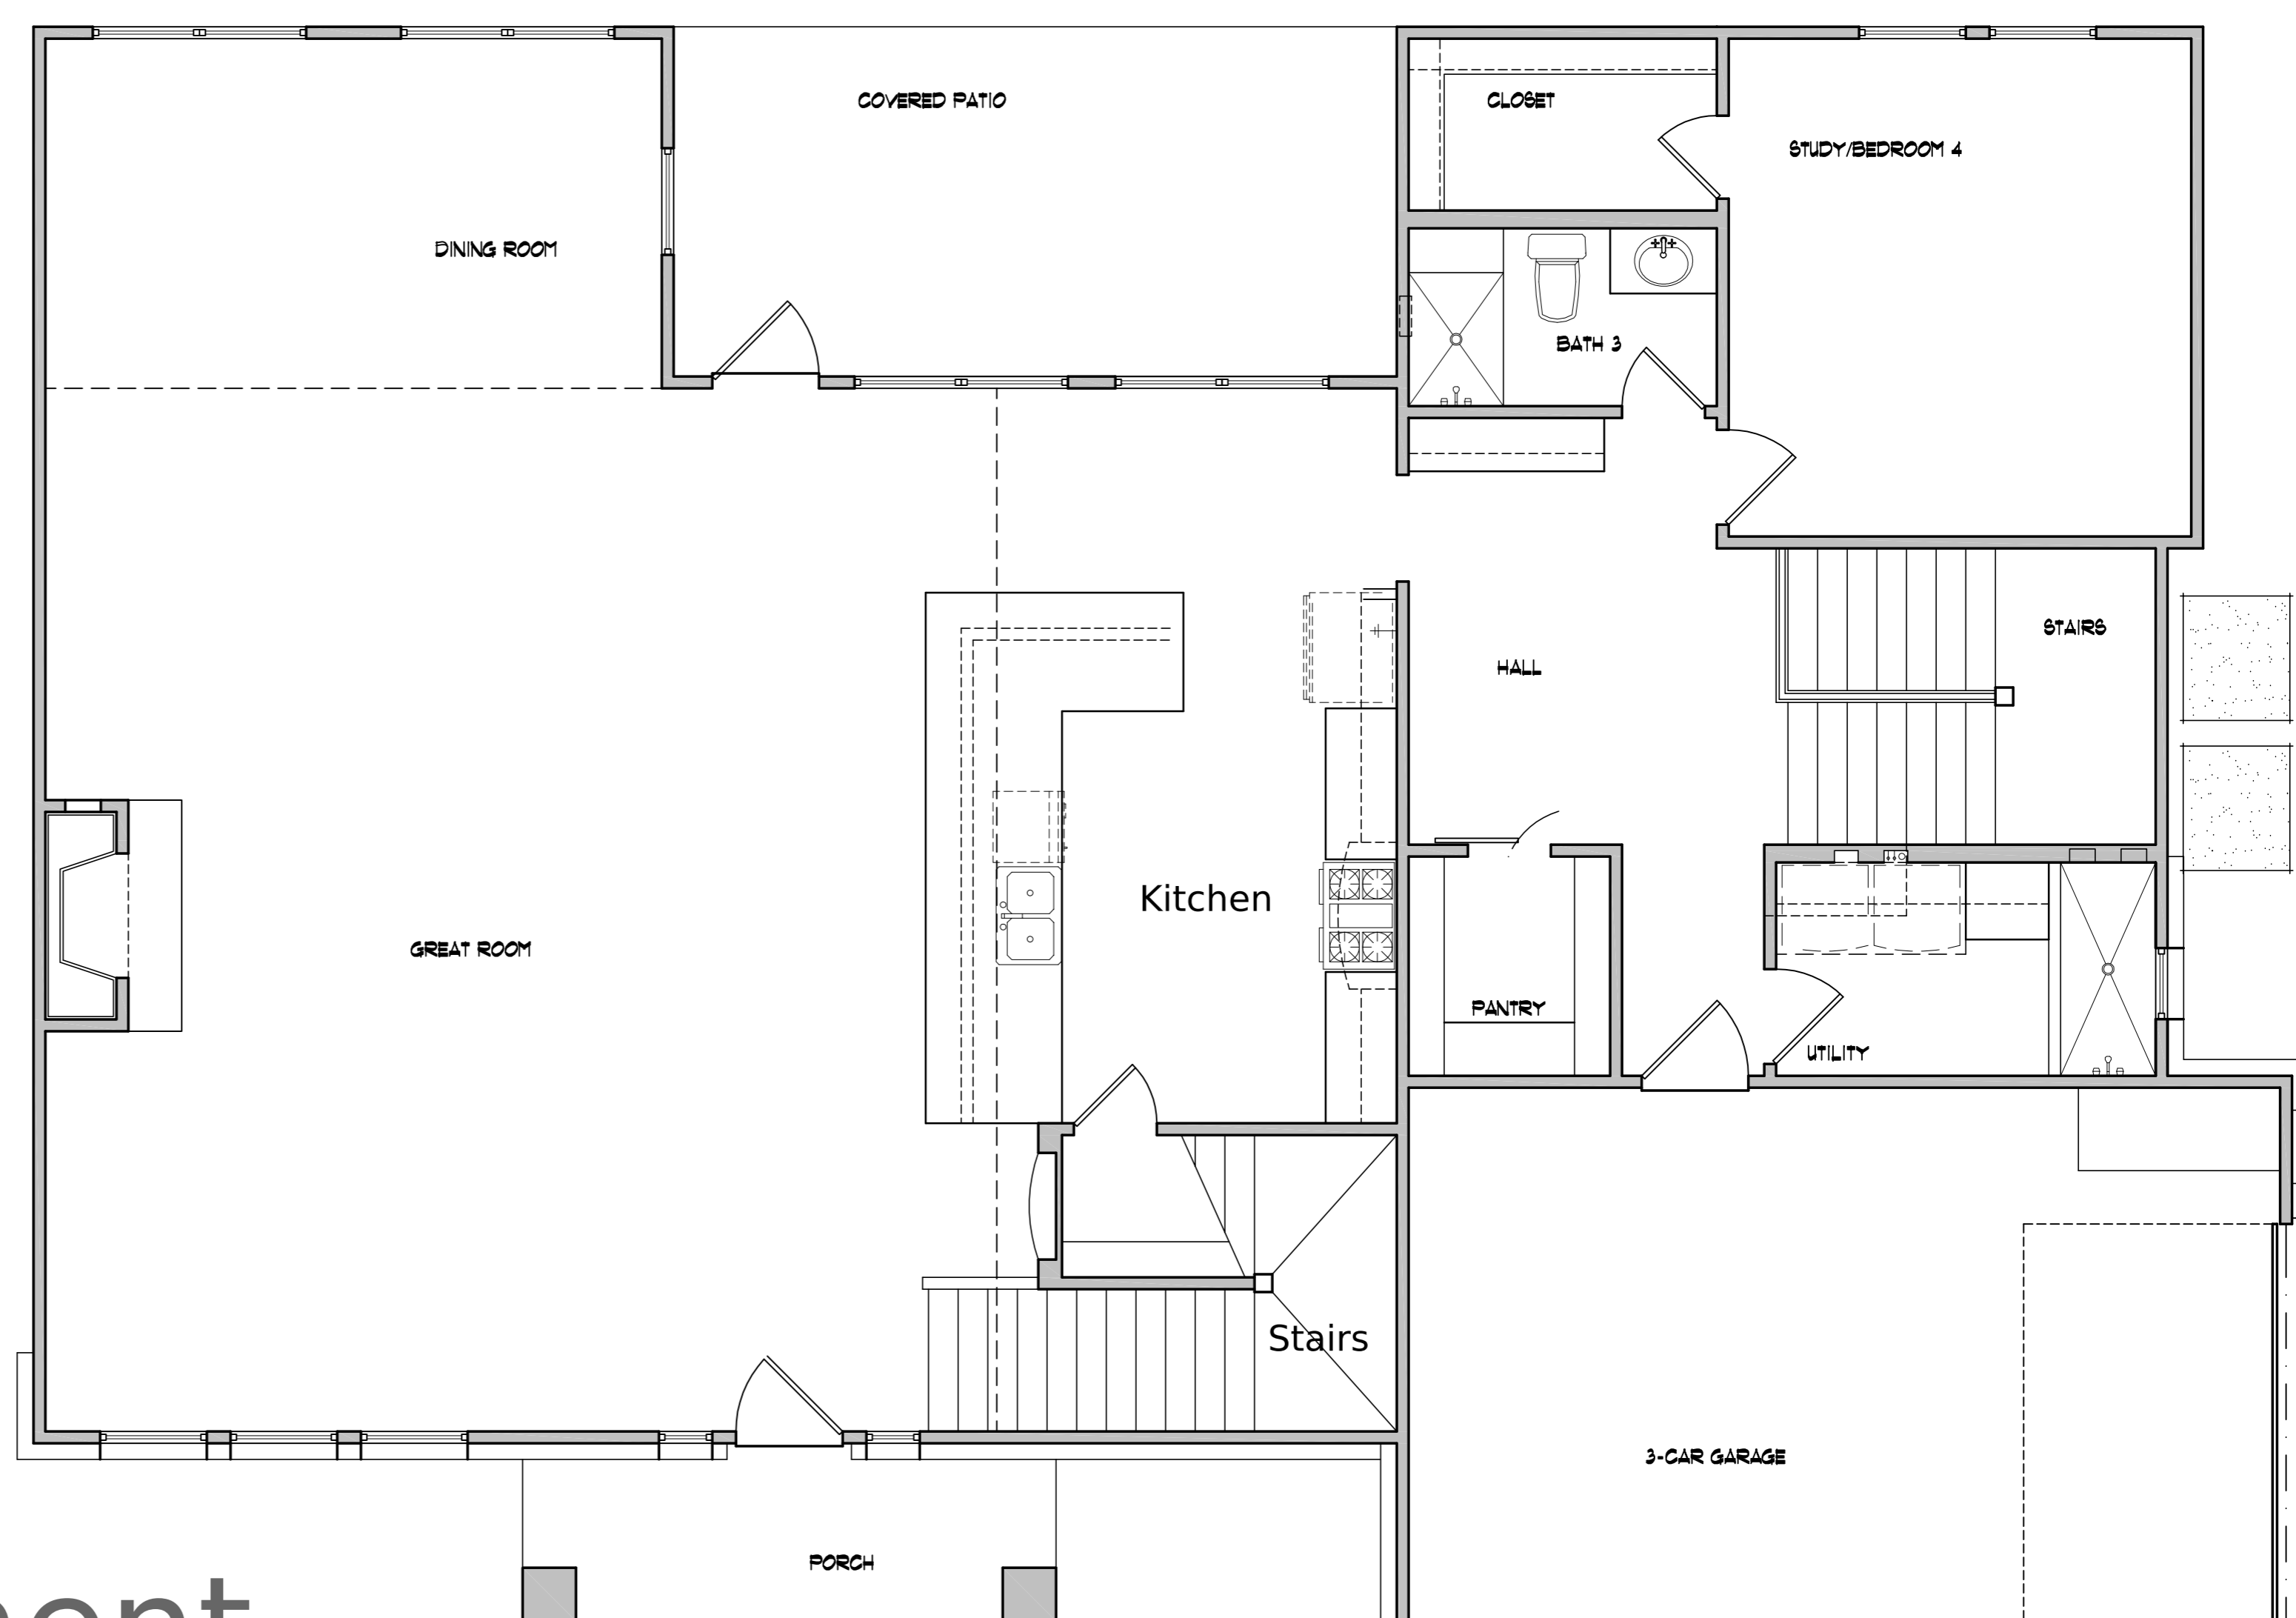 COVERED PATIO
CLOSET
STUDY/BEDROOM 4
DINING ROOM
BATH 3
STAIRS
HALL
Kitchen
GREAT ROOM
PANTRY
UTILITY
Stairs
3-CAR GARAGE
PORCH